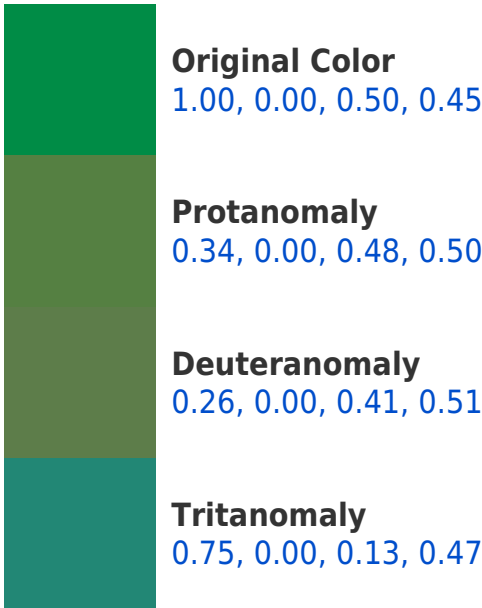 Original Color
1.00, 0.00, 0.50, 0.45
Protanomaly
0.34, 0.00, 0.48, 0.50
Deuteranomaly
0.26, 0.00, 0.41, 0.51
Tritanomaly
0.75, 0.00, 0.13, 0.47